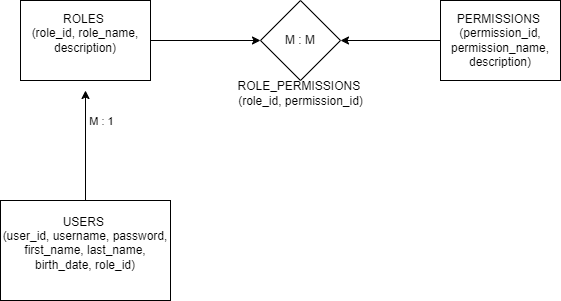 ROLES
(role_id, role_name,
description)
M : M
PERMISSIONS
(permission_id,
permission_name,
description)
ROLE_PERMISSIONS
(role_id, permission_id)
M : 1
USERS
(user_id, username, password,
first_name, last_name,
birth_date, role_id)